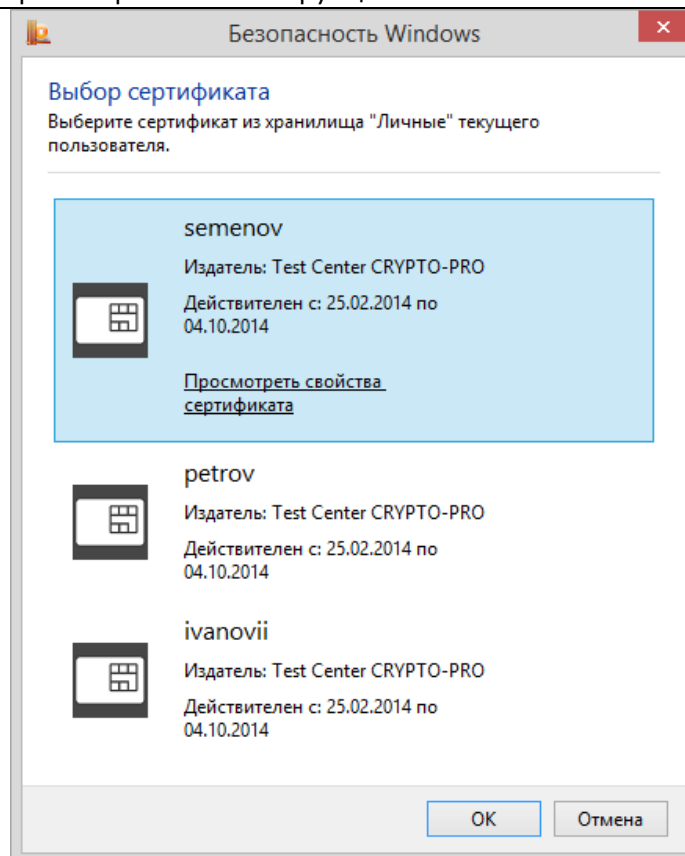 Безопасность Windows
Выбор сертификата
Выберите сертификат из хранилища "Личные" текущего
пользователя.
semenov
Издатель: Test Center CRYPTO-PRO
Действителен с: 25.02.2014 по
04.10.2014
Просмотреть свойства
сертификата
petrov
Издатель: Test Center CRYPTO-PRO
Действителен с: 25.02.2014 по
04.10.2014
ivanovii
Издатель: Test Center CRYPTO-PRO
Действителен с: 25.02.2014 по
04.10.2014
OK Отмена